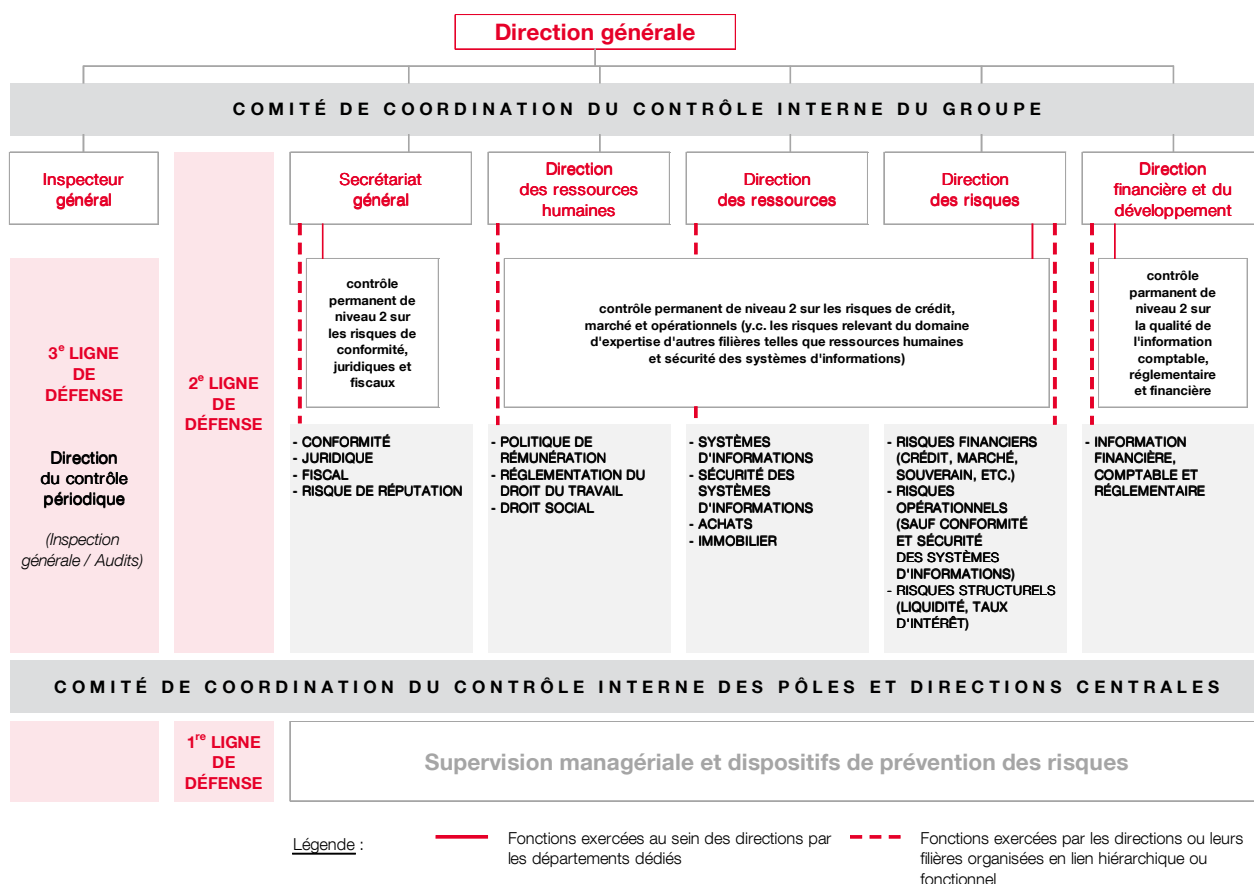 Direction générale
COMITÉ DE COORDINATION DU CONTRÔLE INTERNE DU GROUPE
Inspecteur
général
2e LIGNE
DE
DÉFENSE
Secrétariat
général
Direction
des ressources
humaines
Direction
des ressources
Direction
des risques
Direction
financière et du
développement
3e LIGNE
DE
DÉFENSE
Direction
du contrôle
périodique
(Inspection
générale / Audits)
contrôle
permanent de
niveau 2 sur
les risques de
conformité,
juridiques et
fiscaux
contrôle permanent de niveau 2 sur les risques de crédit,
marché et opérationnels (y.c. les risques relevant du domaine
d'expertise d'autres filières telles que ressources humaines
et sécurité des systèmes d'informations)
contrôle
parmanent de
niveau 2 sur
la qualité de
l'information
comptable,
réglementaire
et financière
- CONFORMITÉ
- JURIDIQUE
- FISCAL
- RISQUE DE RÉPUTATION
- POLITIQUE DE
RÉMUNÉRATION
- RÉGLEMENTATION DU
DROIT DU TRAVAIL
- DROIT SOCIAL
- SYSTÈMES
D'INFORMATIONS
- SÉCURITÉ DES
SYSTÈMES
D'INFORMATIONS
- ACHATS
- IMMOBILIER
- RISQUES FINANCIERS
(CRÉDIT, MARCHÉ,
SOUVERAIN, ETC.)
- RISQUES
OPÉRATIONNELS
(SAUF CONFORMITÉ
ET SÉCURITÉ
DES SYSTÈMES
D'INFORMATIONS)
- RISQUES STRUCTURELS
(LIQUIDITÉ, TAUX
D'INTÉRÊT)
- INFORMATION
FINANCIÈRE,
COMPTABLE ET
RÉGLEMENTAIRE
COMITÉ DE COORDINATION DU CONTRÔLE INTERNE DES PÔLES ET DIRECTIONS CENTRALES
1re LIGNE
DE
DÉFENSE
Supervision managériale et dispositifs de prévention des risques
Légende :
Fonctions exercées au sein des directions par
les départements dédiés
Fonctions exercées par les directions ou leurs
filières organisées en lien hiérarchique ou
fonctionnel